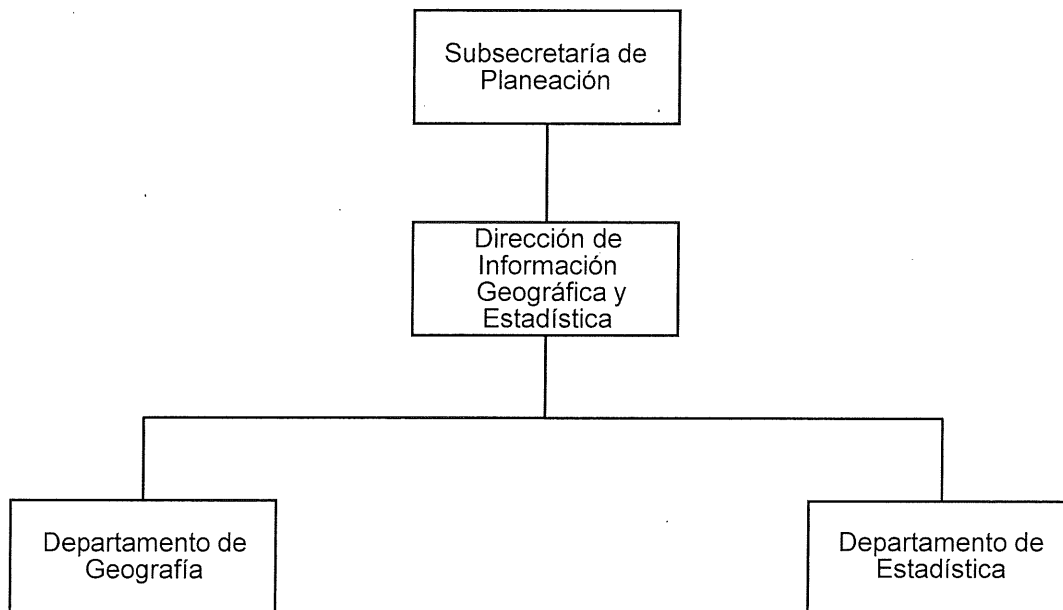 Subsecretaría de
Planeación
Dirección de
Información
Geográfica y
Estadística
Departamento de
Geografía
Departamento de
Estadística